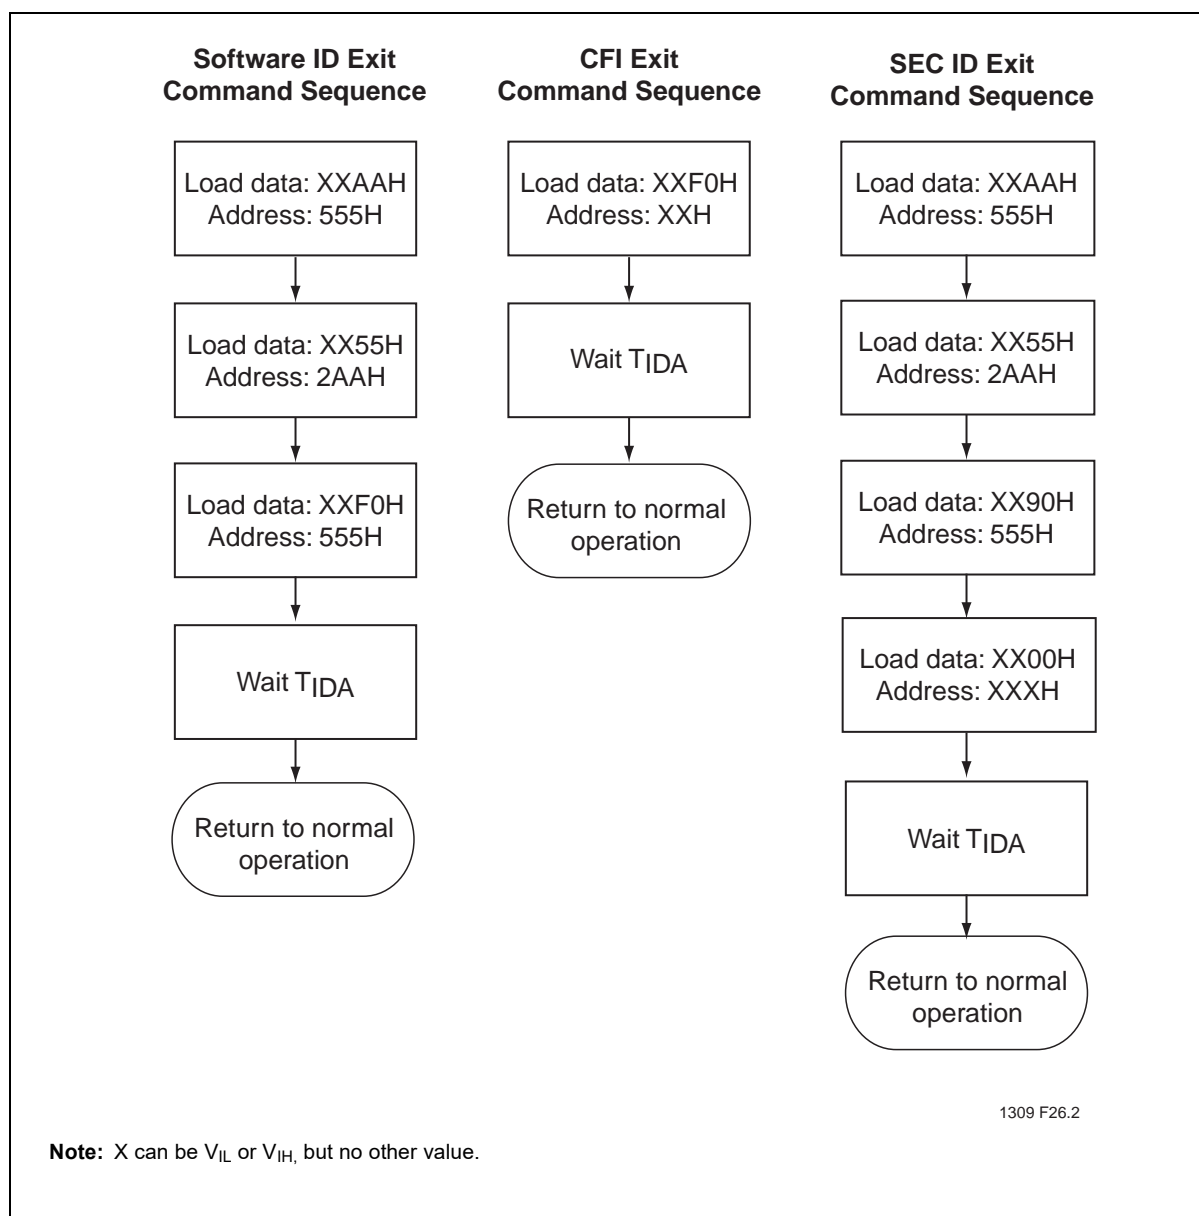 Software ID Exit
Command Sequence
Load data: XXAAH
Address: 555H
Load data: XX55H
Address: 2AAH
Load data: XXF0H
Address: 555H
Wait TIDA
Return to normal
operation
CFI Exit
Command Sequence
Load data: XXF0H
Address: XXH
Wait TIDA
Return to normal
operation
SEC ID Exit
Command Sequence
Load data: XXAAH
Address: 555H
Load data: XX55H
Address: 2AAH
Load data: XX90H
Address: 555H
Load data: XX00H
Address: XXXH
Wait TIDA
Return to normal
operation
1309 F26.2
Note: X can be VIL or VIH, but no other value.